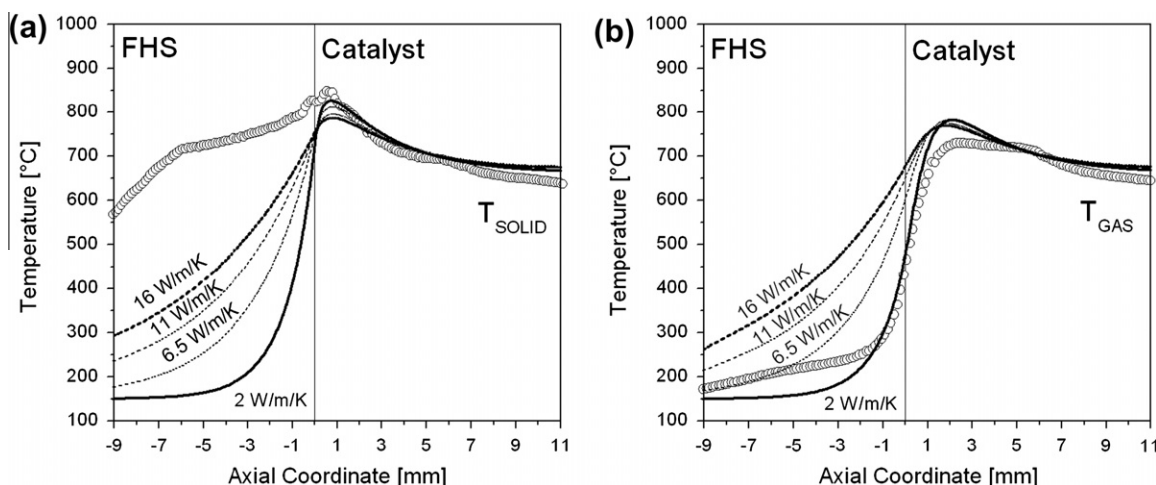 (a)
FHS
Catalyst
1000
900
800
700
600
500
400
300
200
100
Temperature [°C]
16 W/m/K
11 W/m/K
6.5 W/m/K
2 W/m/K
T SOLID
-9 -7 -5 -3 -1 1 3 5 7 9 11
Axial Coordinate [mm]
(b)
FHS
Catalyst
1000
900
800
700
600
500
400
300
200
100
Temperature [°C]
16 W/m/K
11 W/m/K
6.5 W/m/K
2 W/m/K
T GAS
-9 -7 -5 -3 -1 1 3 5 7 9 11
Axial Coordinate [mm]